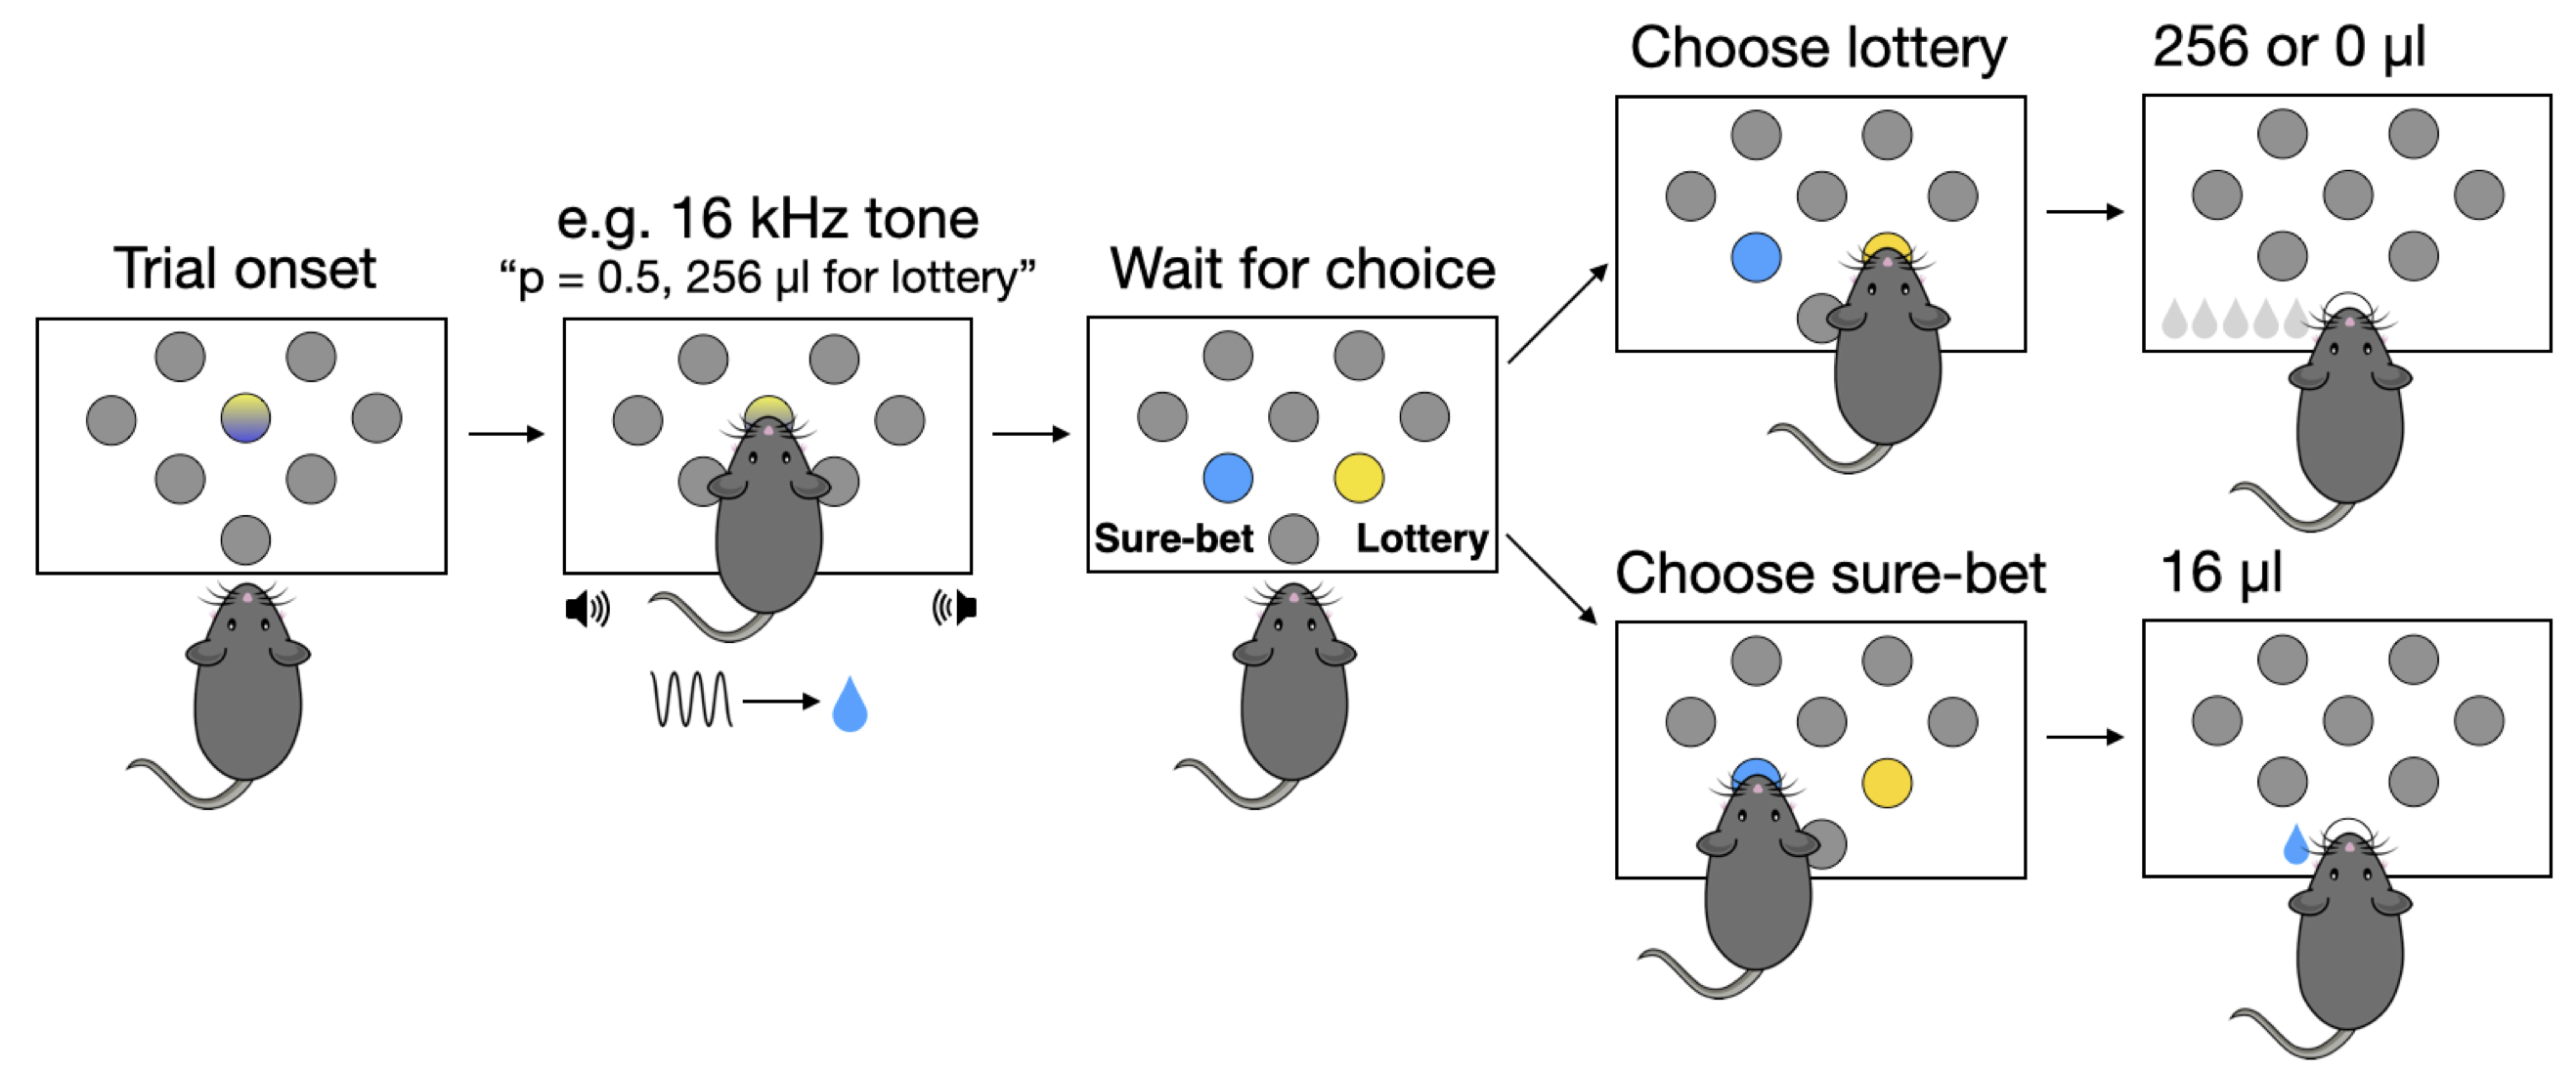 Trial onset
e.g. 16 kHz tone
“p = 0.5, 256 µl for lottery”
Wait for choice
Sure-bet
Lottery
Choose lottery
256 or 0 µl
Choose sure-bet
16 µl